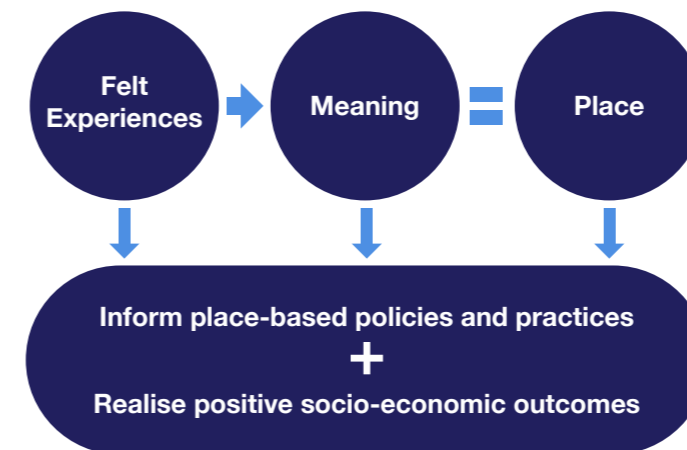 Felt
Experiences
Meaning
Place
Inform place-based policies and practices
+
Realise positive socio-economic outcomes